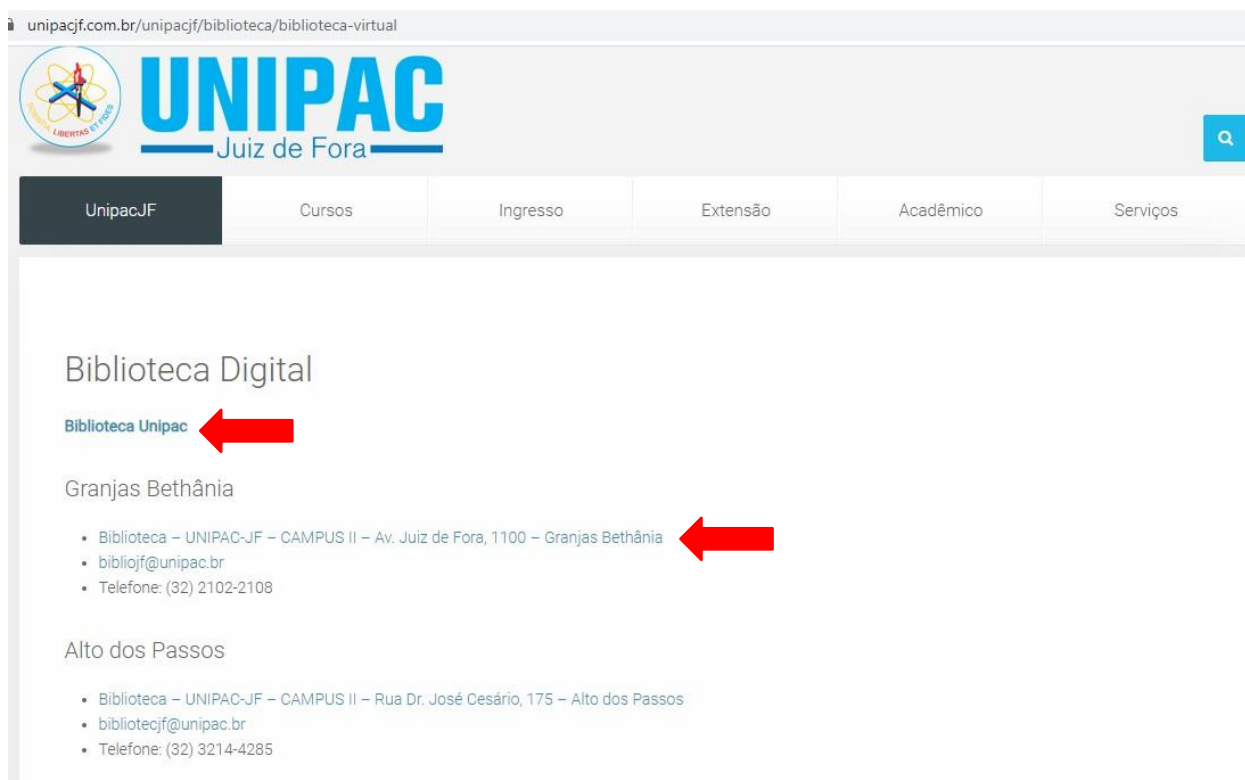 unipacjf.com.br/unipacjf/biblioteca/biblioteca-virtual
LIBERTAS ET FIDES
UNIPAC
Juiz de Fora
UnipacJF
Cursos
Ingresso
Extensão
Acadêmico
Serviços
Biblioteca Digital
Biblioteca Unipac
Granjas Bethânia
• Biblioteca – UNIPAC-JF – CAMPUS II – Av. Juiz de Fora, 1100 – Granjas Bethânia
• bibliojf@unipac.br
• Telefone: (32) 2102-2108
Alto dos Passos
• Biblioteca – UNIPAC-JF – CAMPUS II – Rua Dr. José Cesário, 175 – Alto dos Passos
• bibliotecjf@unipac.br
• Telefone: (32) 3214-4285